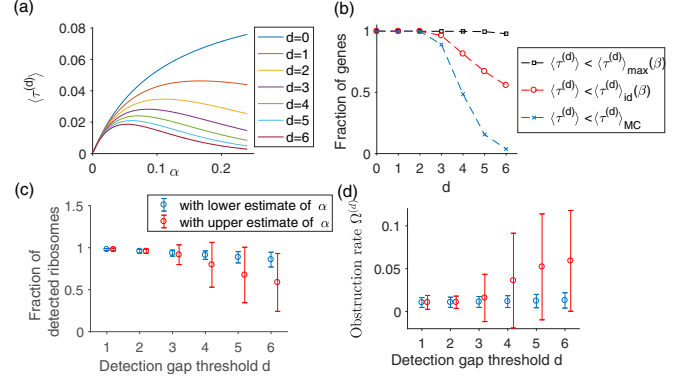 (a)
0.08
0.06
0.04
0.02
0
0
0.1
0.2
α
⟨τ^(d)⟩
d=0
d=1
d=2
d=3
d=4
d=5
d=6
(b)
1
0.5
0
0 1 2 3 4 5 6
d
Fraction of genes
⟨τ^(d)⟩ < ⟨τ^(d)⟩_max(β)
⟨τ^(d)⟩ < ⟨τ^(d)⟩_id(β)
⟨τ^(d)⟩ < ⟨τ^(d)⟩_MC
(c)
with lower estimate of α
with upper estimate of α
1.5
1
0.5
0
1 2 3 4 5 6
Detection gap threshold d
Fraction of
detected ribosomes
(d)
0.1
0.05
0
1 2 3 4 5 6
Detection gap threshold d
Obstruction rate Ω^(d)